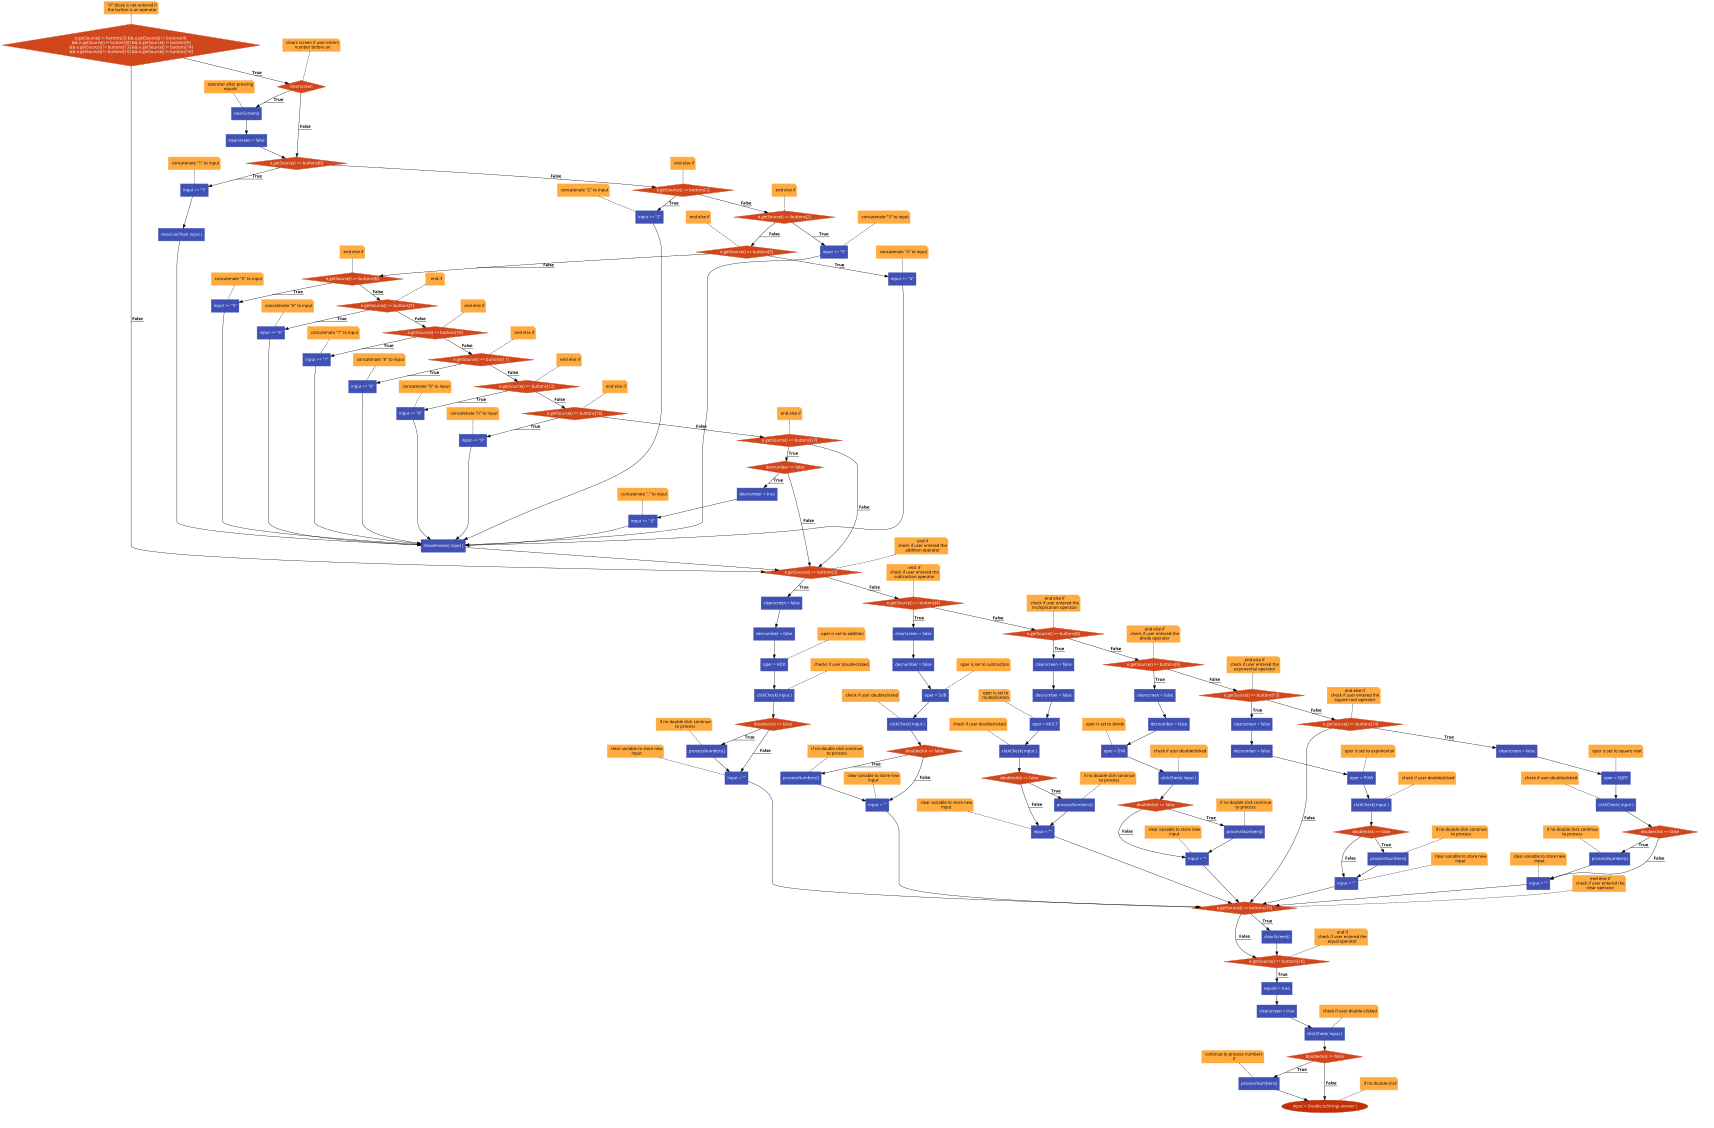 "if" block is not entered if
the button is an operator
e.getSource() != buttons[3] && e.getSource() != buttons[4]
&& e.getSource() != buttons[8] && e.getSource() != buttons[9]
&& e.getSource() != buttons[13] && e.getSource() != buttons[14]
&& e.getSource() != buttons[15] && e.getSource() != buttons[18]
clears screen if user enters
number before an
True
clearscreen
operator after pressing
equals
True
clearScreen()
False
clearscreen = false
concatenate "1" to input
e.getSource() == buttons[0]
end else if
True
False
input += "1"
concatenate "2" to input
e.getSource() == buttons[1]
end else if
True
False
end else if
input += "2"
e.getSource() == buttons[2]
concatenate "3" to input
result.setText( input )
False
True
end else if
e.getSource() == buttons[5]
input += "3"
concatenate "4" to input
False
True
concatenate "5" to input
e.getSource() == buttons[6]
end if
input += "4"
True
False
input += "5"
concatenate "6" to input
e.getSource() == buttons[7]
end else if
False
True
False
input += "6"
concatenate "7" to input
e.getSource() == buttons[10]
end else if
True
False
input += "7"
concatenate "8" to input
e.getSource() == buttons[11]
end else if
True
False
input += "8"
concatenate "9" to input
e.getSource() == buttons[12]
end else if
True
False
input += "9"
concatenate "0" to input
e.getSource() == buttons[16]
end else if
True
False
input += "0"
e.getSource() == buttons[17]
True
decnumber == false
True
decnumber = true
concatenate "." to input
False
input += ".0"
False
showAnswer( input )
end if
check if user entered the
addition operator
e.getSource() == buttons[3]
end if
check if user entered the
subtraction operator
True
False
clearscreen = false
e.getSource() == buttons[4]
end else if
check if user entered the
multiplication operator
True
False
decnumber = false
clearscreen = false
e.getSource() == buttons[8]
end else if
check if user entered the
divide operator
oper is set to addition
True
False
oper = ADD
decnumber = false
clearscreen = false
e.getSource() == buttons[9]
end else if
check if user entered the
exponential operator
checks if user doubleclicked
oper is set to subtraction
True
False
clickCheck( input )
oper = SUB
decnumber = false
clearscreen = false
e.getSource() == buttons[13]
end else if
check if user entered the
square root operator
check if user doubleclicked
oper is set to
multiplication
True
False
doubleclick == false
clickCheck( input )
oper = MULT
decnumber = false
clearscreen = false
e.getSource() == buttons[14]
if no double click continue
to process
check if user doubleclicked
oper is set to divide
True
True
False
processNumbers()
doubleclick == false
clickCheck( input )
oper = DIV
decnumber = false
clearscreen = false
clear variable to store new
input
if no double click continue
to process
check if user doubleclicked
oper is set to exponential
oper is set to square root
True
False
input = ""
processNumbers()
doubleclick == false
clickCheck( input )
oper = POW
oper = SQRT
clear variable to store new
input
if no double click continue
to process
check if user doubleclicked
check if user doubleclicked
True
False
input = ""
processNumbers()
doubleclick == false
clickCheck( input )
clickCheck( input )
clear variable to store new
input
if no double click continue
to process
True
False
False
input = ""
processNumbers()
doubleclick == false
doubleclick == false
clear variable to store new
input
if no double click continue
to process
if no double click continue
to process
True
False
True
False
input = ""
processNumbers()
processNumbers()
clear variable to store new
input
clear variable to store new
input
input = ""
input = ""
end else if
check if user entered the
clear operator
e.getSource() == buttons[15]
True
False
clearScreen()
end if
check if user entered the
equal operator
e.getSource() == buttons[18]
True
equals = true
clearscreen = true
check if user double-clicked
clickCheck( input )
continue to process numbers
if
doubleclick == false
True
False
processNumbers()
if no double-click
input = Double.toString( answer )